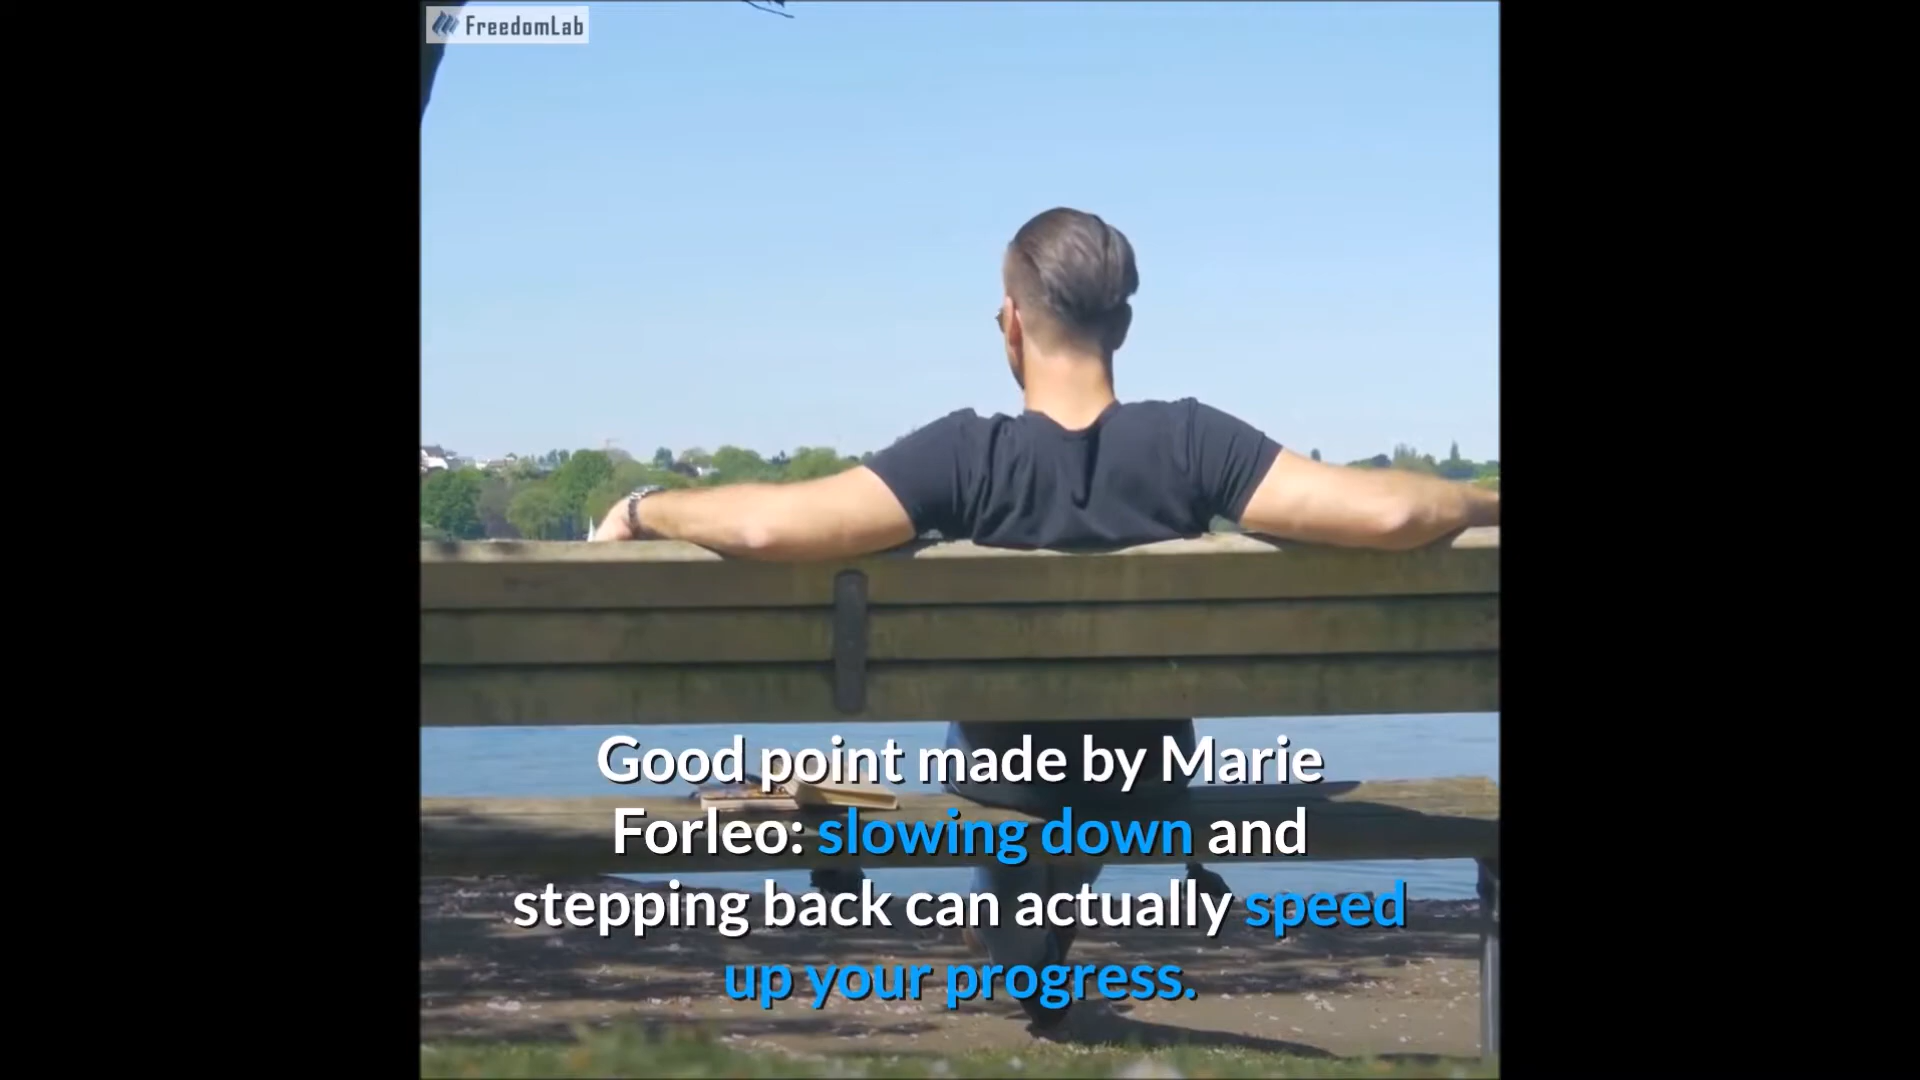 FreedomLab
Good point made by Marie
Forleo: slowing down and
stepping back can actually speed
up your progress.